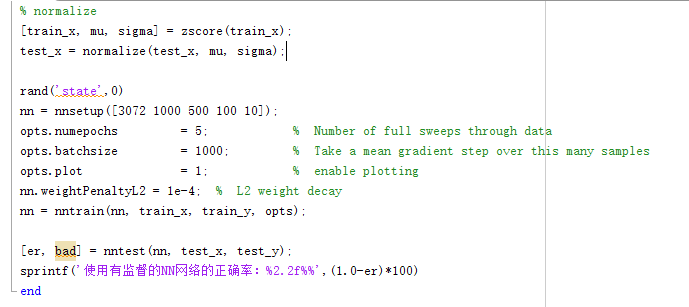 % normalize
[train_x, mu, sigma] = zscore(train_x);
test_x = normalize(test_x, mu, sigma);
rand('state',0)
nn = nnsetup([3072 1000 500 100 10]);
opts.numepochs = 5; % Number of full sweeps through data
opts.batchsize = 1000; % Take a mean gradient step over this many samples
opts.plot = 1; % enable plotting
nn.weightPenaltyL2 = 1e-4; % L2 weight decay
nn = nntrain(nn, train_x, train_y, opts);
[er, bad] = nntest(nn, test_x, test_y);
sprintf('使用有监督的NN网络的正确率：%2.2f%%',(1.0-er)*100)
end